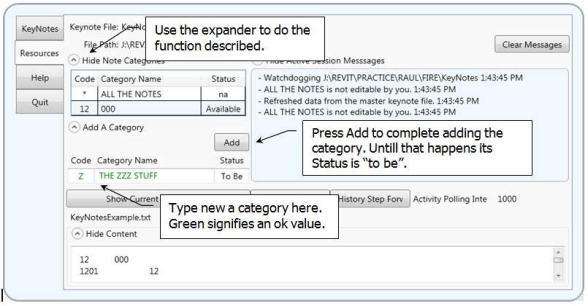 KeyNotes
Resources
Help
Quit
Keynote File: KeyNo
Use the expander to do the
function described.
File Path: J:\REV
Clear Messages
Hide Note Categories
Hide Active Session Messsages
Code Category Name Status
* ALL THE NOTES na
12 000 Available
- Watchdogging J:\REVIT\PRACTICE\RAUL\FIRE\KeyNotes 1:43:45 PM
- ALL THE NOTES is not editable by you. 1:43:45 PM
- Refreshed data from the master keynote file. 1:43:45 PM
- ALL THE NOTES is not editable by you. 1:43:45 PM
Add A Category
Add
Press Add to complete adding the
category. Untill that happens its
Status is “to be”.
Code Category Name Status
Z THE ZZZ STUFF To Be
Show Current
History Step Forv
Activity Polling Inte 1000
Type new a category here.
Green signifies an ok value.
KeyNotesExample.txt
Hide Content
12 000
1201 12